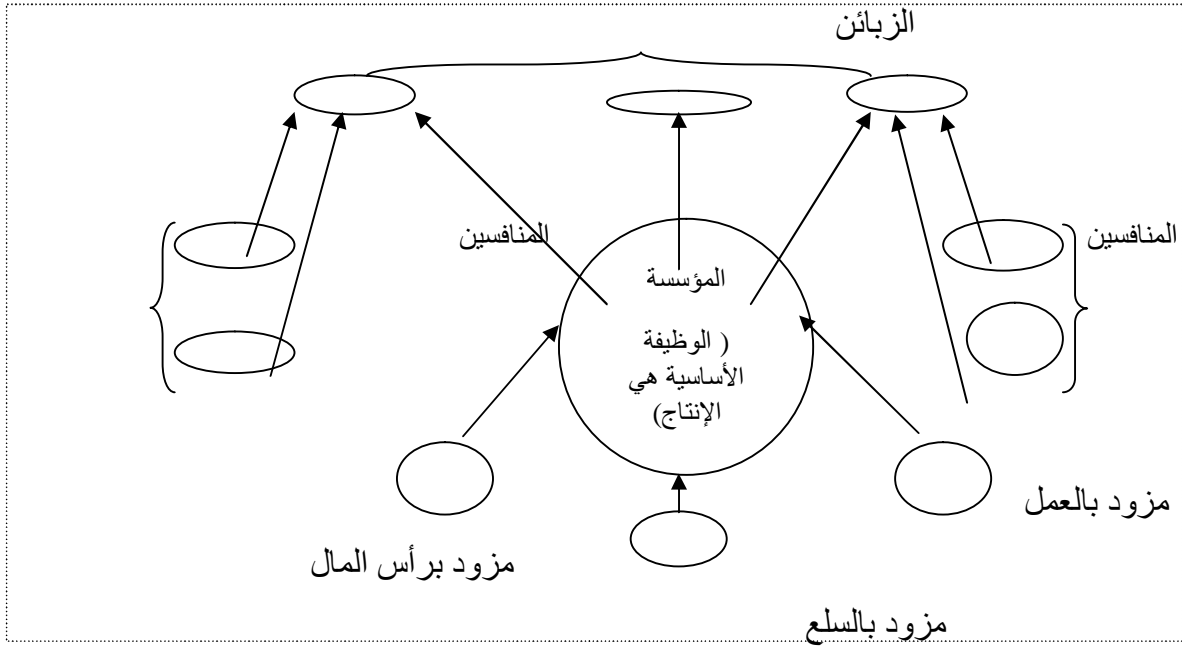 الزبائن
المنافسين
المنافسين
المؤسسة
( الوظيفة
الأساسية هي
الإنتاج)
مزود بالعمل
مزود برأس المال
مزود بالسلع